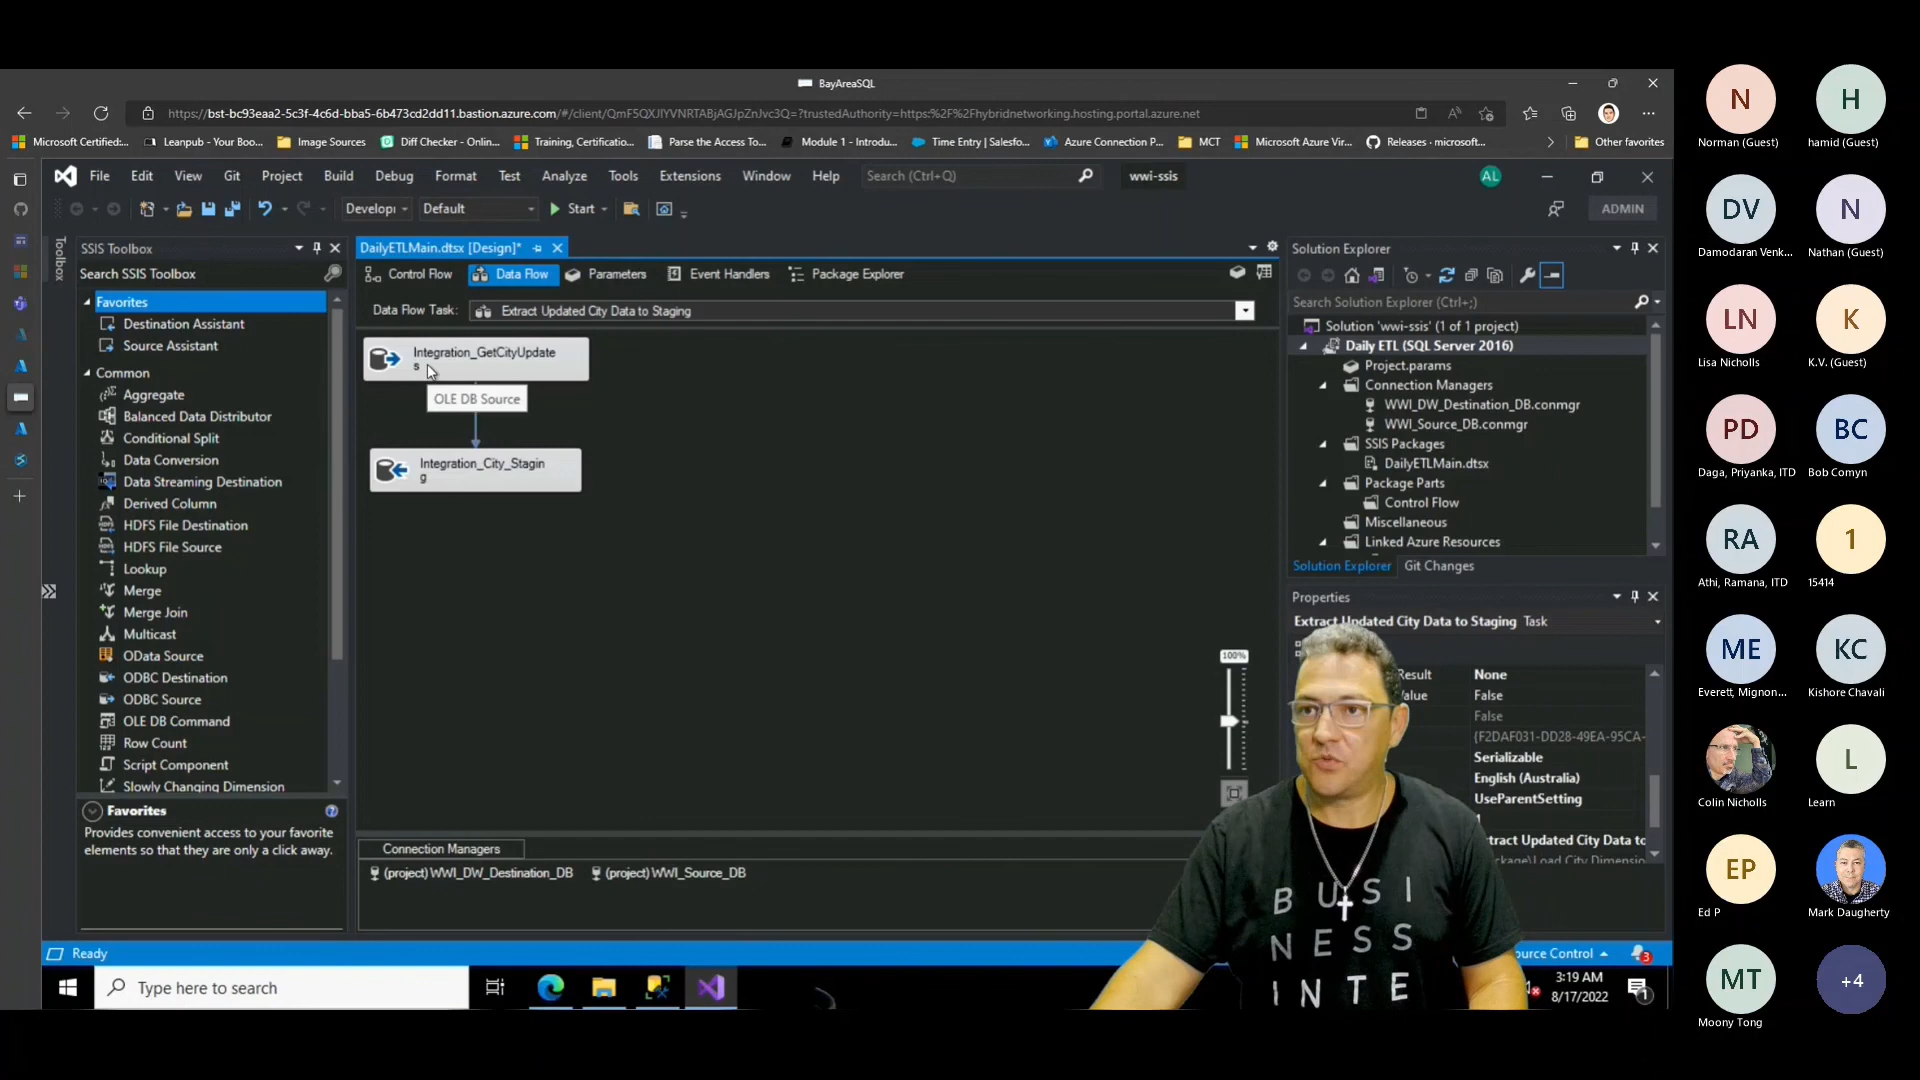 BayAreaSQL
https://bst-bc93eaa2-5c3f-4c6d-bba5-6b473cd2dd11.bastion.azure.com/#/client/QmF5QXJlYVNRTABjAGJpZnJvc3Q=?trustedAuthority=https%2F%2Fhybridnetworking.hosting.portal.azure.net
Microsoft Certified:... Leanpub - Your Boo... Image Sources Diff Checker - Onlin... Training, Certificatio... Parse the Access To... Module 1 - Introdu... Time Entry | Salesfo... Azure Connection P... MCT Microsoft Azure Vir... Releases · microsoft... Other favorites
File Edit View Git Project Build Debug Format Test Analyze Tools Extensions Window Help Search (Ctrl+Q) wwi-ssis AL
Developi Default Start ADMIN
Toolbox
SSIS Toolbox
Search SSIS Toolbox
Favorites
Destination Assistant
Source Assistant
Common
Aggregate
Balanced Data Distributor
Conditional Split
Data Conversion
Data Streaming Destination
Derived Column
HDFS File Destination
HDFS File Source
Lookup
Merge
Merge Join
Multicast
OData Source
ODBC Destination
ODBC Source
OLE DB Command
Row Count
Script Component
Slowly Changing Dimension
Favorites
Provides convenient access to your favorite
elements so that they are only a click away.
DailyETLMain.dtsx [Design]*
Control Flow Data Flow Parameters Event Handlers Package Explorer
Data Flow Task: Extract Updated City Data to Staging
Integration_GetCityUpdate
s
OLE DB Source
Integration_City_Stagin
g
100%
Connection Managers
(project) WWI_DW_Destination_DB (project) WWI_Source_DB
Solution Explorer
Search Solution Explorer (Ctrl+;)
Solution 'wwi-ssis' (1 of 1 project)
Daily ETL (SQL Server 2016)
Project.params
Connection Managers
WWI_DW_Destination_DB.conmgr
WWI_Source_DB.conmgr
SSIS Packages
DailyETLMain.dtsx
Package Parts
Control Flow
Miscellaneous
Linked Azure Resources
Solution Explorer Git Changes
Properties
Extract Updated City Data to Staging Task
Result None
Value False
False
{F2DAF031-DD28-49EA-95CA-
Serializable
English (Australia)
UseParentSetting
Extract Updated City Data to
Package\Load City Dimension
BUSI
NESS
INTE
Ready
Source Control 3
Type here to search
3:19 AM
8/17/2022
1
N
Norman (Guest)
H
hamid (Guest)
DV
Damodaran Venk...
N
Nathan (Guest)
LN
Lisa Nicholls
K
K.V. (Guest)
PD
Daga, Priyanka, ITD
BC
Bob Comyn
RA
Athi, Ramana, ITD
1
15414
ME
Everett, Mignon...
KC
Kishore Chavali
Colin Nicholls
L
Learn
EP
Ed P
Mark Daugherty
MT
Moony Tong
+4